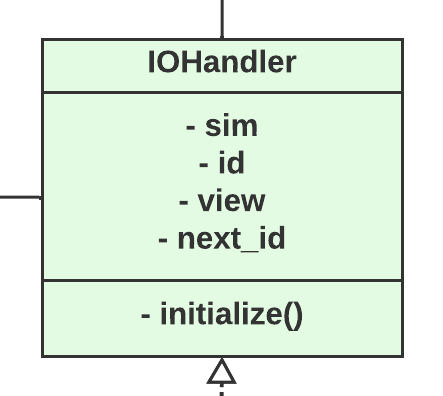 IOHandler
- sim
- id
- view
- next_id
- initialize()